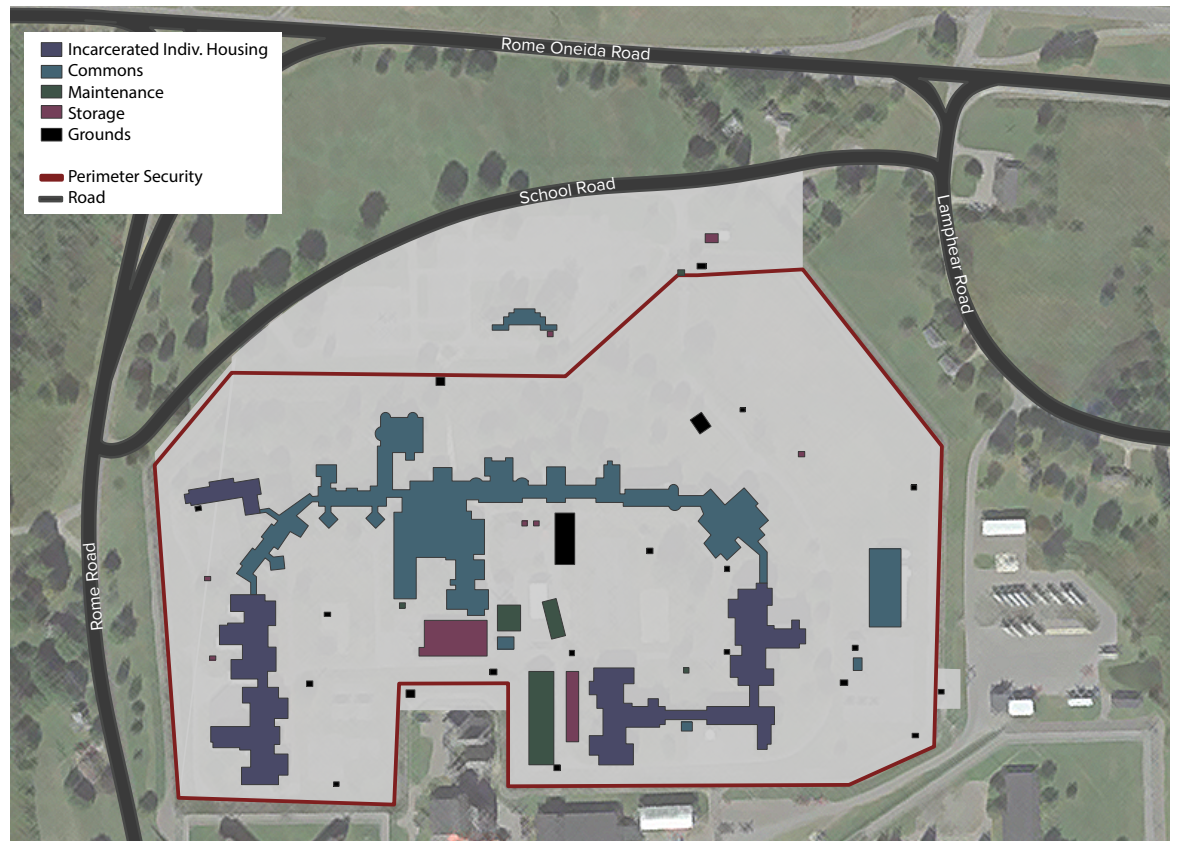 Incarcerated Indiv. Housing
Commons
Maintenance
Storage
Grounds
Perimeter Security
Road
Rome Oneida Road
School Road
Lamphear Road
Rome Road